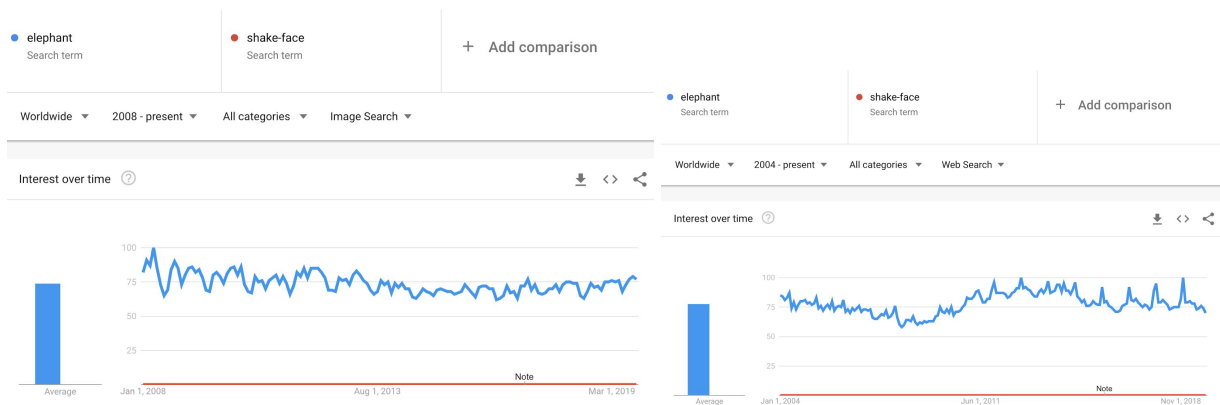 elephant
Search term
shake-face
Search term
+ Add comparison
Worldwide
2008 - present
All categories
Image Search
Interest over time
?
100
75
50
25
Note
Average
Jan 1, 2008
Aug 1, 2013
Mar 1, 2019
elephant
Search term
shake-face
Search term
+ Add comparison
Worldwide
2004 - present
All categories
Web Search
Interest over time
?
100
75
50
25
Note
Average
Jan 1, 2004
Jun 1, 2011
Nov 1, 2018